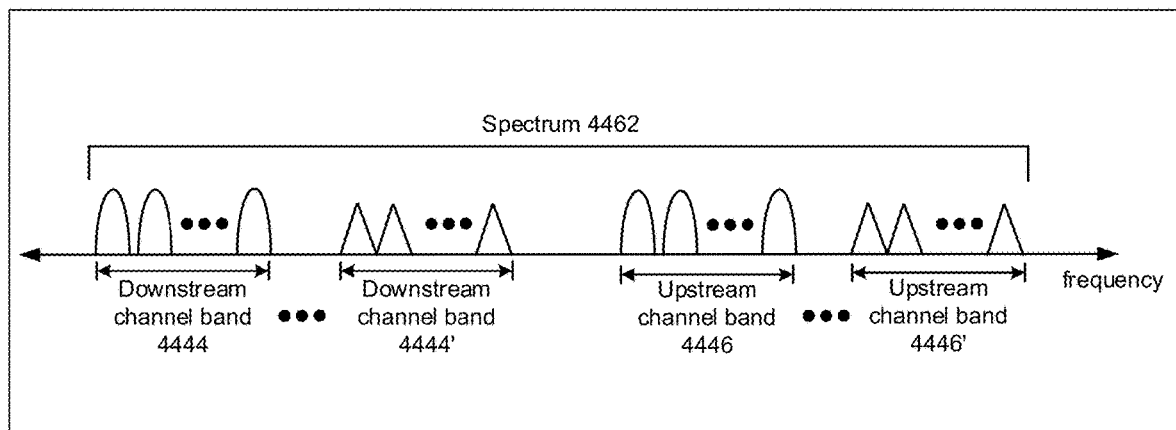 Spectrum 4462
frequency
Downstream
channel band
4444
Downstream
channel band
4444'
Upstream
channel band
4446
Upstream
channel band
4446'